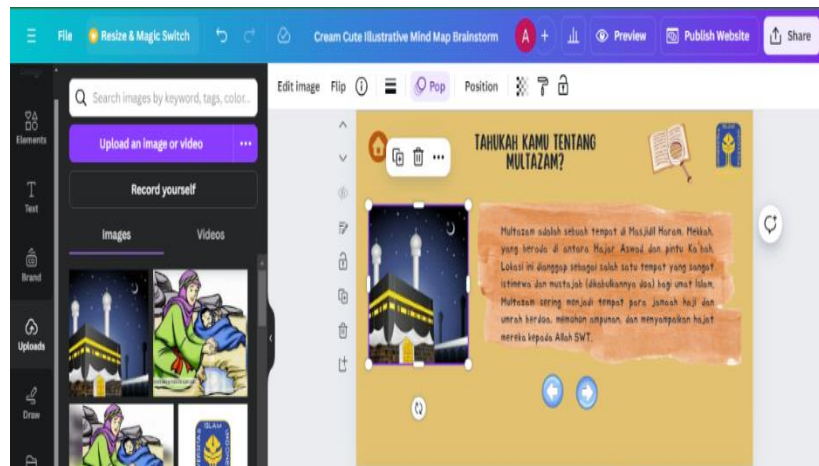 File
Resize & Magic Switch
Cream Cute Illustrative Mind Map Brainstorm
A
+
Preview
Publish Website
Share
Search images by keyword, tags, color...
Edit image
Flip
Pop
Position
Elements
Upload an image or video
Text
Record yourself
Images
Videos
Brand
Uploads
Draw
TAHUKAH KAMU TENTANG
MULTAZAM?
Multazam adalah sebuah tempat di Masjidil Haram, Mekkah,
yang berada di antara Hajar Aswad dan pintu Ka'bah.
Lokasi ini dianggap sebagai salah satu tempat yang sangat
istimewa dan mustajab (dikabulkannya doa) bagi umat Islam.
Multazam sering menjadi tempat para jamaah haji dan
umrah berdoa, memohon ampunan, dan menyampaikan hajat
mereka kepada Allah SWT.
ISLAM